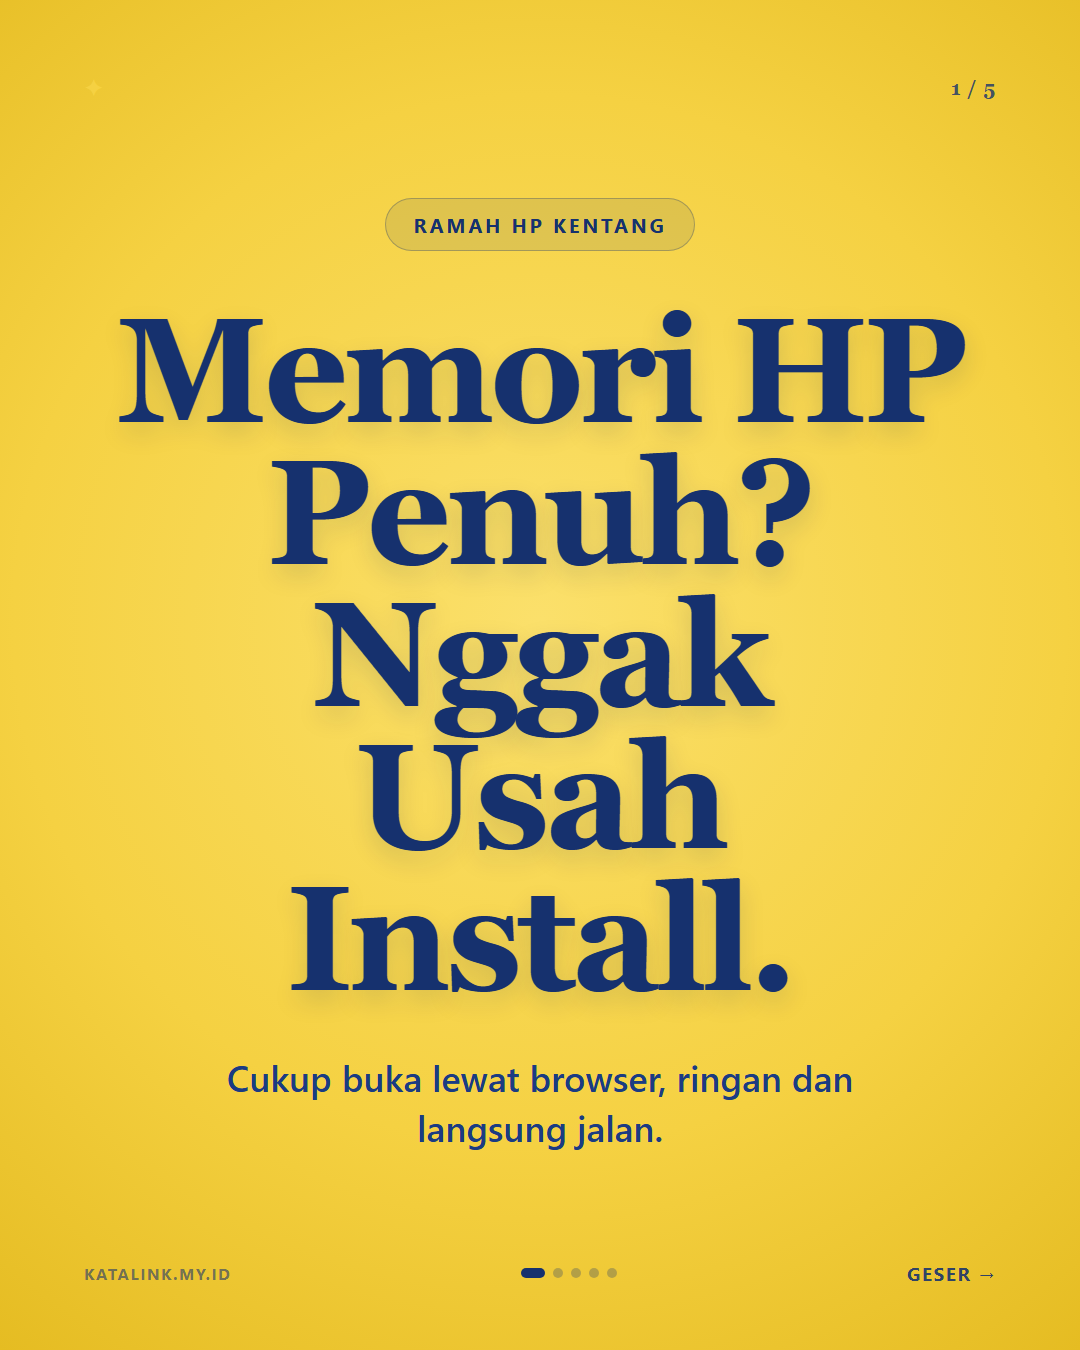 1 / 5
RAMAH HP KENTANG
Memori HP
Penuh?
Nggak
Usah
Install.
Cukup buka lewat browser, ringan dan
langsung jalan.
KATALINK.MY.ID
GESER →